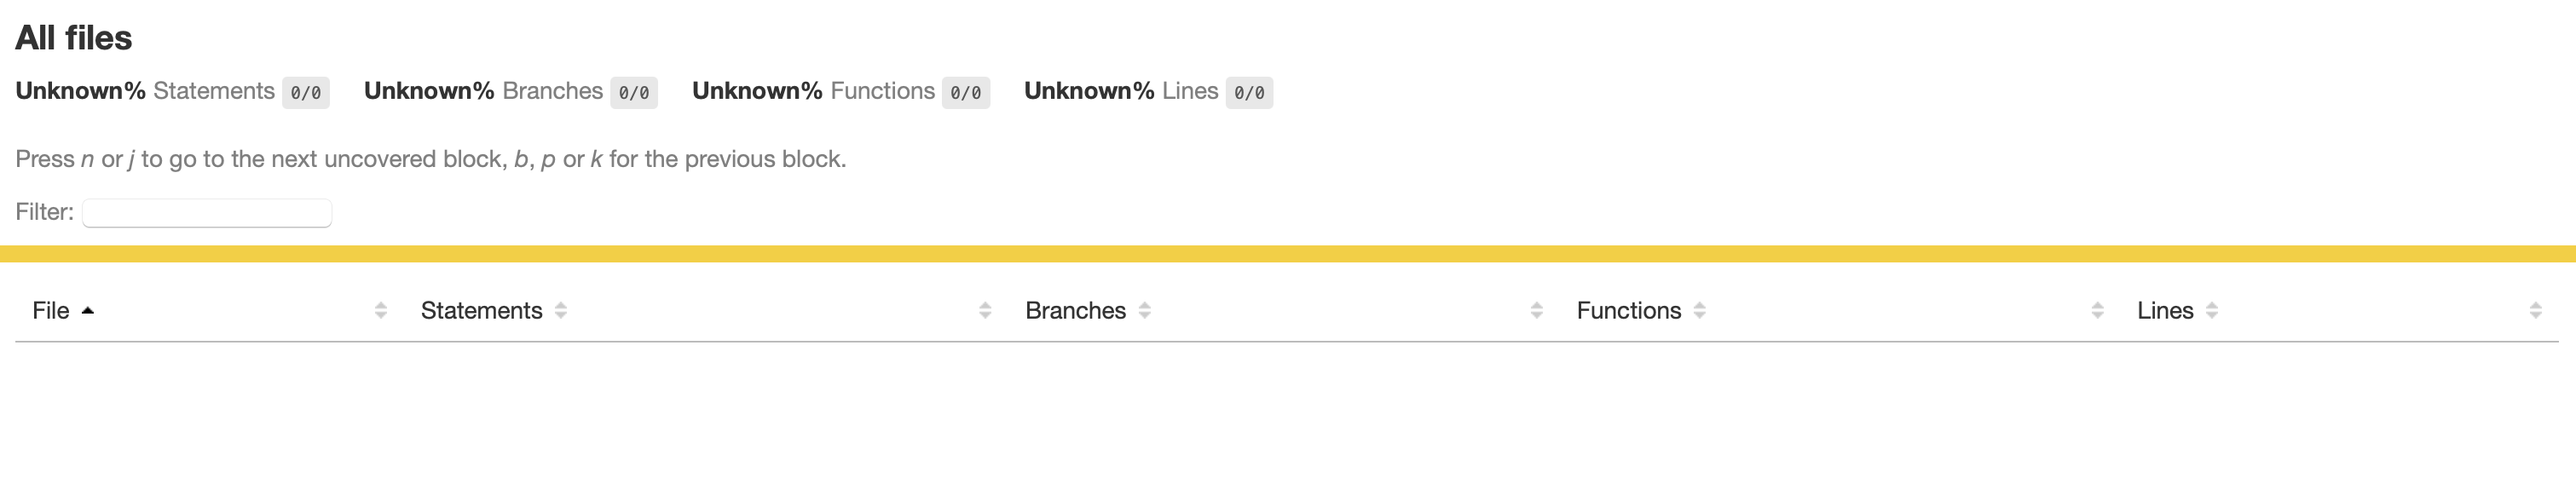 All files
Unknown% Statements 0/0 Unknown% Branches 0/0 Unknown% Functions 0/0 Unknown% Lines 0/0
Press n or j to go to the next uncovered block, b, p or k for the previous block.
Filter:
File Statements Branches Functions Lines